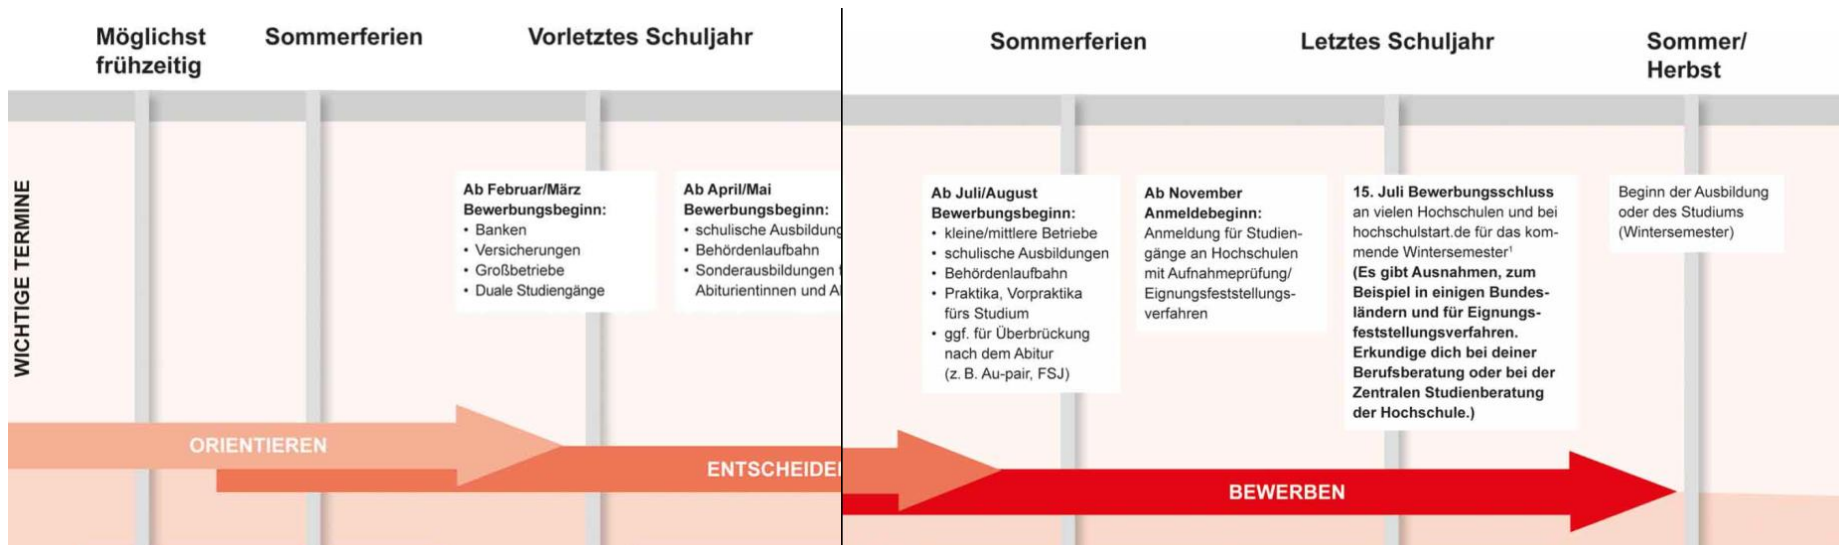 Möglichst
frühzeitig
Sommerferien
Vorletztes Schuljahr
Sommerferien
Letztes Schuljahr
Sommer/
Herbst
WICHTIGE TERMINE
Ab Februar/März
Bewerbungsbeginn:
• Banken
• Versicherungen
• Großbetriebe
• Duale Studiengänge
Ab April/Mai
Bewerbungsbeginn:
• schulische Ausbildung
• Behördenlaufbahn
• Sonderausbildungen f
Abiturientinnen und A
Ab Juli/August
Bewerbungsbeginn:
• kleine/mittlere Betriebe
• schulische Ausbildungen
• Behördenlaufbahn
• Praktika, Vorpraktika
fürs Studium
• ggf. für Überbrückung
nach dem Abitur
(z. B. Au-pair, FSJ)
Ab November
Anmeldebeginn:
Anmeldung für Studien-
gänge an Hochschulen
mit Aufnahmeprüfung/
Eignungsfeststellungs-
verfahren
15. Juli Bewerbungsschluss
an vielen Hochschulen und bei
hochschulstart.de für das kom-
mende Wintersemester¹
(Es gibt Ausnahmen, zum
Beispiel in einigen Bundes-
ländern und für Eignungs-
feststellungsverfahren.
Erkundige dich bei deiner
Berufsberatung oder bei der
Zentralen Studienberatung
der Hochschule.)
Beginn der Ausbildung
oder des Studiums
(Wintersemester)
ORIENTIEREN
ENTSCHEIDE
BEWERBEN